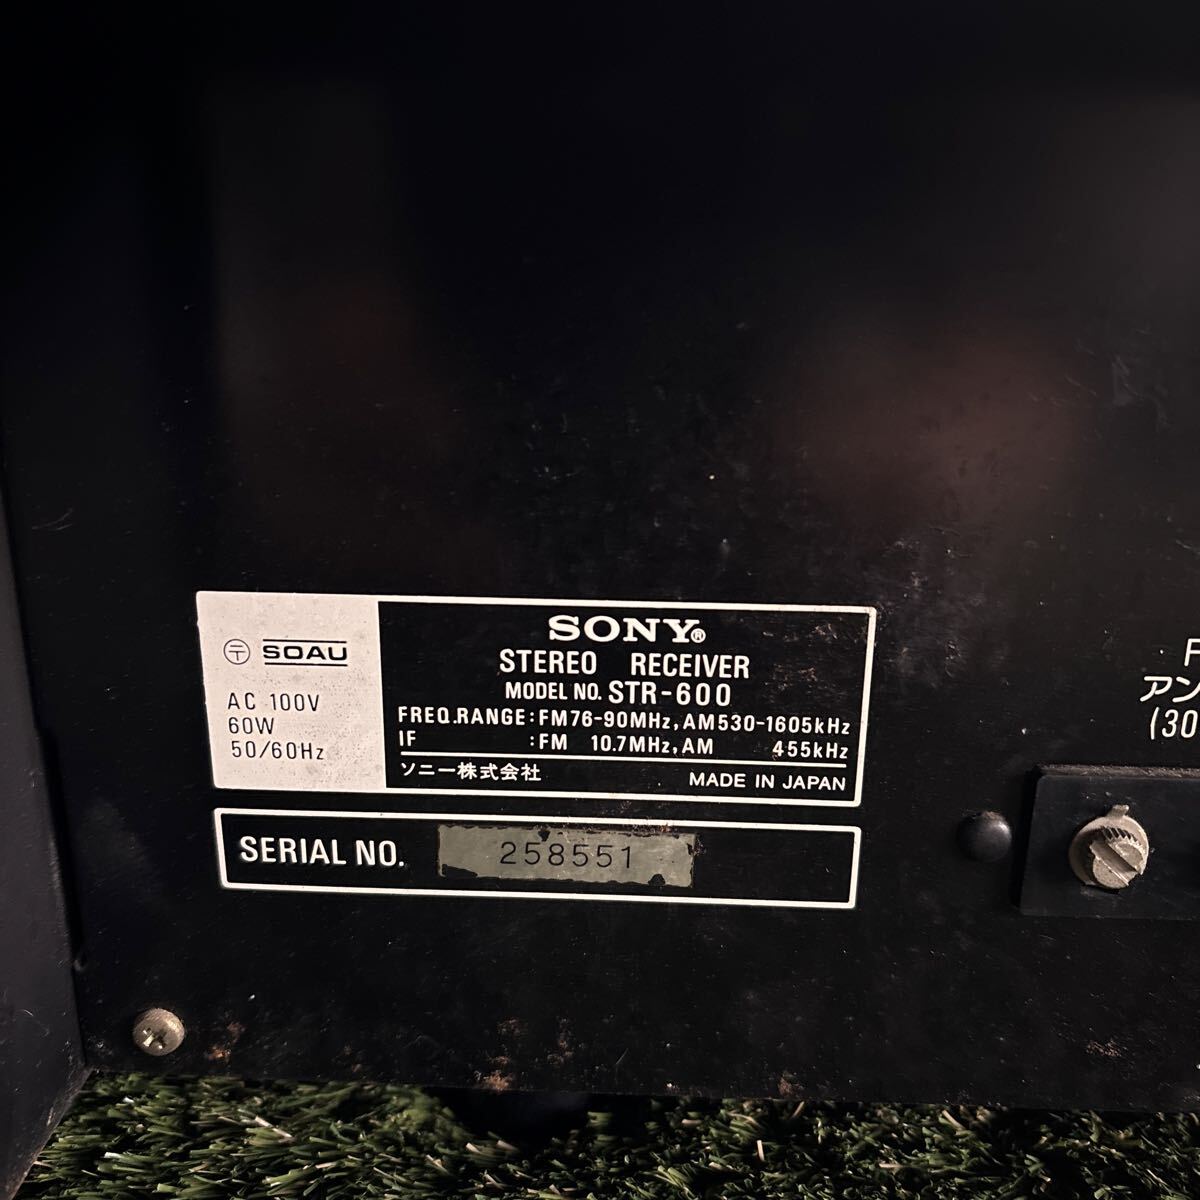 〒 SOAU
AC 100V
60W
50/60Hz
SONY®
STEREO RECEIVER
MODEL NO. STR-600
FREQ.RANGE:FM76-90MHz, AM530-1605kHz
IF :FM 10.7MHz, AM 455kHz
ソニー株式会社 MADE IN JAPAN
SERIAL NO. 258551
F
アン
(30